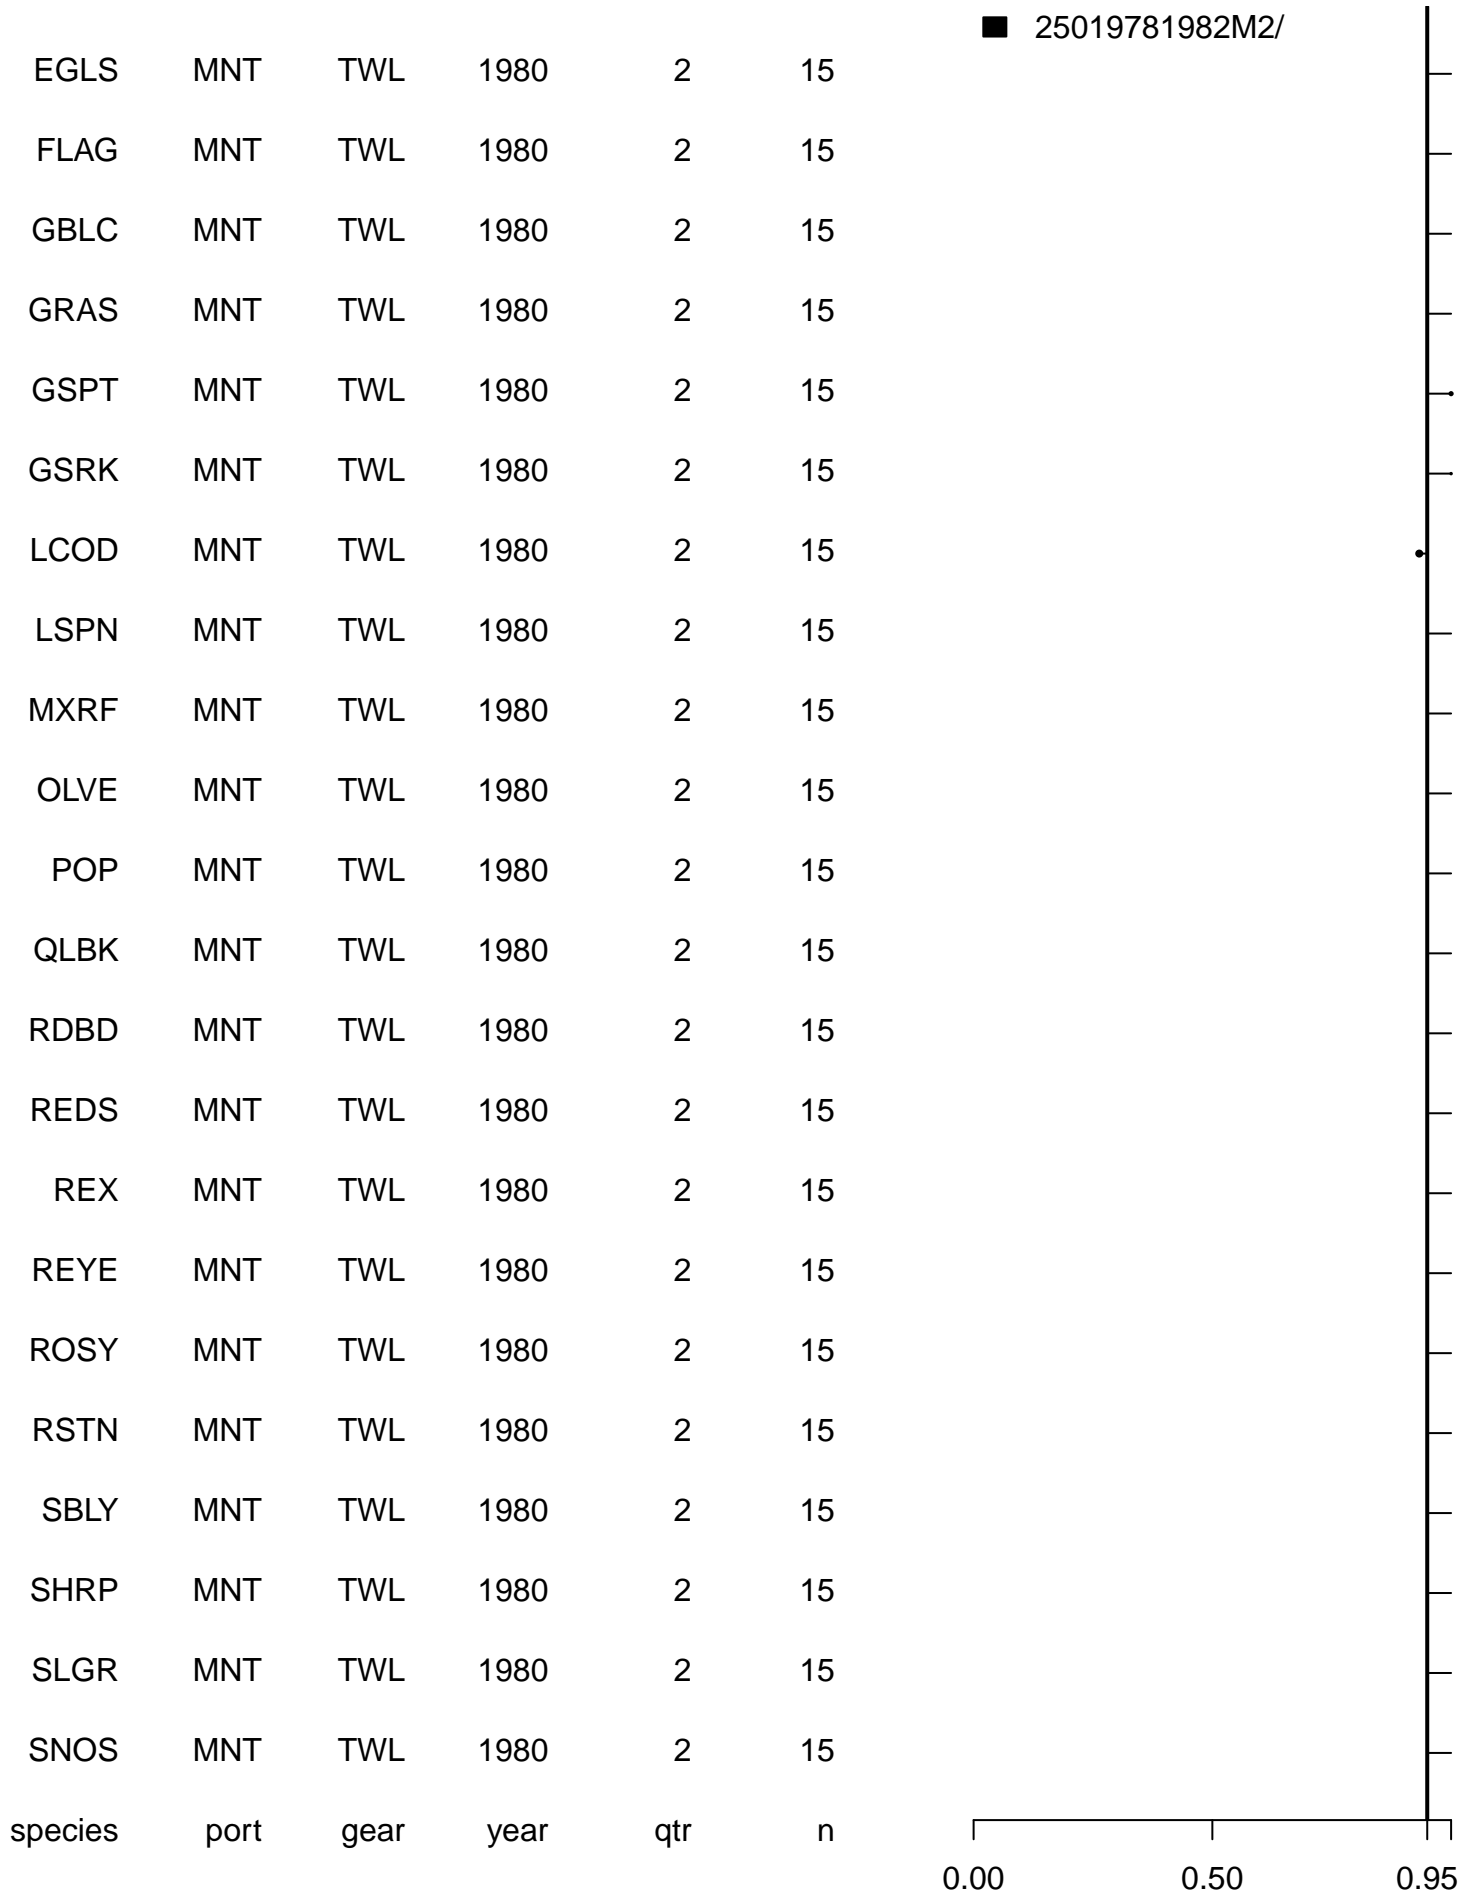 25019781982M2/
EGLS MNT TWL 1980 2 15
FLAG MNT TWL 1980 2 15
GBLC MNT TWL 1980 2 15
GRAS MNT TWL 1980 2 15
GSPT MNT TWL 1980 2 15
GSRK MNT TWL 1980 2 15
LCOD MNT TWL 1980 2 15
LSPN MNT TWL 1980 2 15
MXRF MNT TWL 1980 2 15
OLVE MNT TWL 1980 2 15
POP MNT TWL 1980 2 15
QLBK MNT TWL 1980 2 15
RDBD MNT TWL 1980 2 15
REDS MNT TWL 1980 2 15
REX MNT TWL 1980 2 15
REYE MNT TWL 1980 2 15
ROSY MNT TWL 1980 2 15
RSTN MNT TWL 1980 2 15
SBLY MNT TWL 1980 2 15
SHRP MNT TWL 1980 2 15
SLGR MNT TWL 1980 2 15
SNOS MNT TWL 1980 2 15
species port gear year qtr n
0.00 0.50 0.95